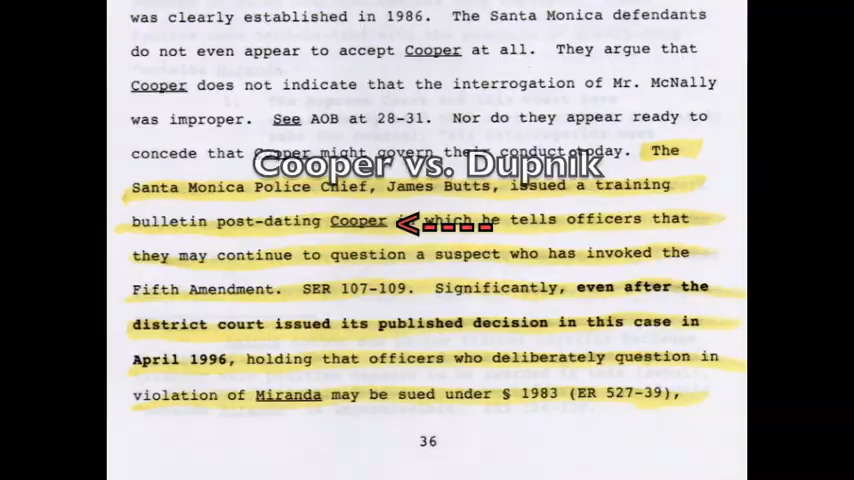 was clearly established in 1986. The Santa Monica defendants
do not even appear to accept Cooper at all. They argue that
Cooper does not indicate that the interrogation of Mr. McNally
was improper. See AOB at 28-31. Nor do they appear ready to
concede that Cooper might govern their conduct today. The
Cooper vs. Dupnik
Santa Monica Police Chief, James Butts, issued a training
bulletin post-dating Cooper in which he tells officers that
they may continue to question a suspect who has invoked the
Fifth Amendment. SER 107-109. Significantly, even after the
district court issued its published decision in this case in
April 1996, holding that officers who deliberately question in
violation of Miranda may be sued under § 1983 (ER 527-39),
36